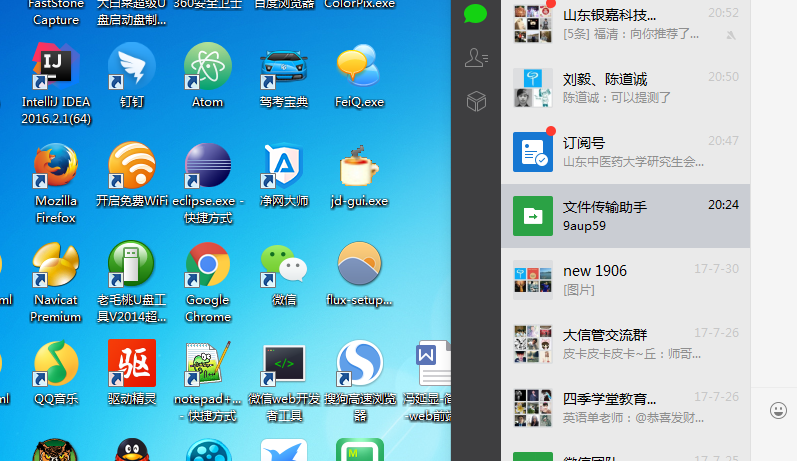 FastStone
Capture
大白菜超级U
盘启动盘制...
360安全卫士
百度浏览器
ColorPix.exe
IntelliJ IDEA
2016.2.1(64)
钉钉
Atom
驾考宝典
FeiQ.exe
Mozilla
Firefox
开启免费WiFi
eclipse.exe -
快捷方式
净网大师
jd-gui.exe
Navicat
Premium
老毛桃U盘工
具V2014超...
Google
Chrome
微信
flux-setup...
QQ音乐
驱
驱动精灵
notepad+...
- 快捷方式
微信web开发
者工具
搜狗高速浏览
器
冯延显-简
-web前端
山东银嘉科技...
20:52
[5条] 福清：向你推荐了...
刘毅、陈道诚
20:50
陈道诚：可以提测了
订阅号
20:47
山东中医药大学研究生会...
文件传输助手
20:24
9aup59
new 1906
17-7-30
[图片]
大信管交流群
17-7-26
皮卡皮卡皮卡~丘：师哥...
四季学堂教育...
17-7-26
英语单老师：@恭喜发财...
微信团队
17-7-25